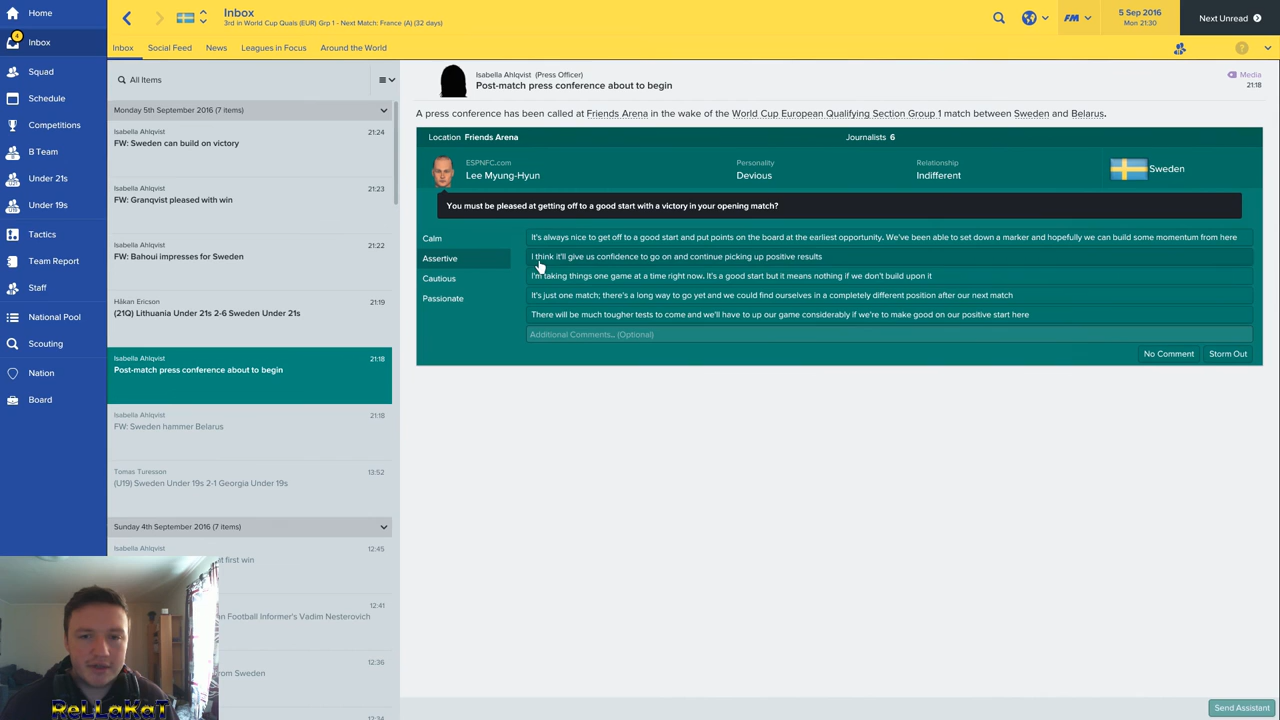 Home
Inbox
4
Squad
Schedule
Competitions
B Team
Under 21s
Under 19s
Tactics
Team Report
Staff
National Pool
Scouting
Nation
Board
Inbox
3rd in World Cup Quals (EUR) Grp 1 - Next Match: France (A) (32 days)
FM
5 Sep 2016
Mon 21:30
Next Unread
Inbox
Social Feed
News
Leagues in Focus
Around the World
All Items
Monday 5th September 2016 (7 items)
Isabella Ahlqvist
21:24
FW: Sweden can build on victory
Isabella Ahlqvist
21:23
FW: Granqvist pleased with win
Isabella Ahlqvist
21:22
FW: Bahoui impresses for Sweden
Håkan Ericson
21:19
(21Q) Lithuania Under 21s 2-6 Sweden Under 21s
Isabella Ahlqvist
21:18
Post-match press conference about to begin
Isabella Ahlqvist
21:18
FW: Sweden hammer Belarus
Tomas Turesson
13:52
(U19) Sweden Under 19s 2-1 Georgia Under 19s
Sunday 4th September 2016 (7 items)
Isabella Ahlqvist
12:45
first win
12:41
Football Informer's Vadim Nesterovich
12:36
from Sweden
12:34
ReLLaKaT
Isabella Ahlqvist (Press Officer)
Post-match press conference about to begin
Media
21:18
A press conference has been called at Friends Arena in the wake of the World Cup European Qualifying Section Group 1 match between Sweden and Belarus.
Location Friends Arena
Journalists 6
ESPNFC.com
Lee Myung-Hyun
Personality
Devious
Relationship
Indifferent
Sweden
You must be pleased at getting off to a good start with a victory in your opening match?
Calm
Assertive
Cautious
Passionate
It's always nice to get off to a good start and put points on the board at the earliest opportunity. We've been able to set down a marker and hopefully we can build some momentum from here
I think it'll give us confidence to go on and continue picking up positive results
I'm taking things one game at a time right now. It's a good start but it means nothing if we don't build upon it
It's just one match; there's a long way to go yet and we could find ourselves in a completely different position after our next match
There will be much tougher tests to come and we'll have to up our game considerably if we're to make good on our positive start here
Additional Comments... (Optional)
No Comment
Storm Out
Send Assistant